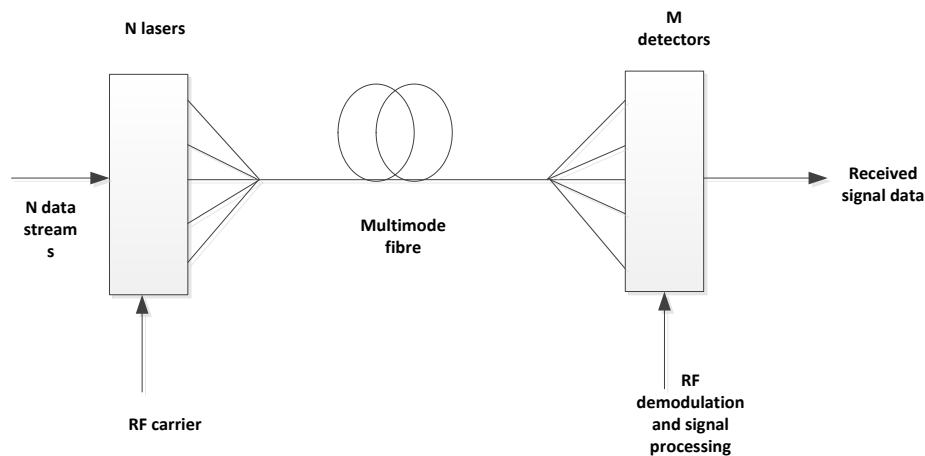 N lasers
M
detectors
N data
stream
s
Multimode
fibre
Received
signal data
RF carrier
RF
demodulation
and signal
processing